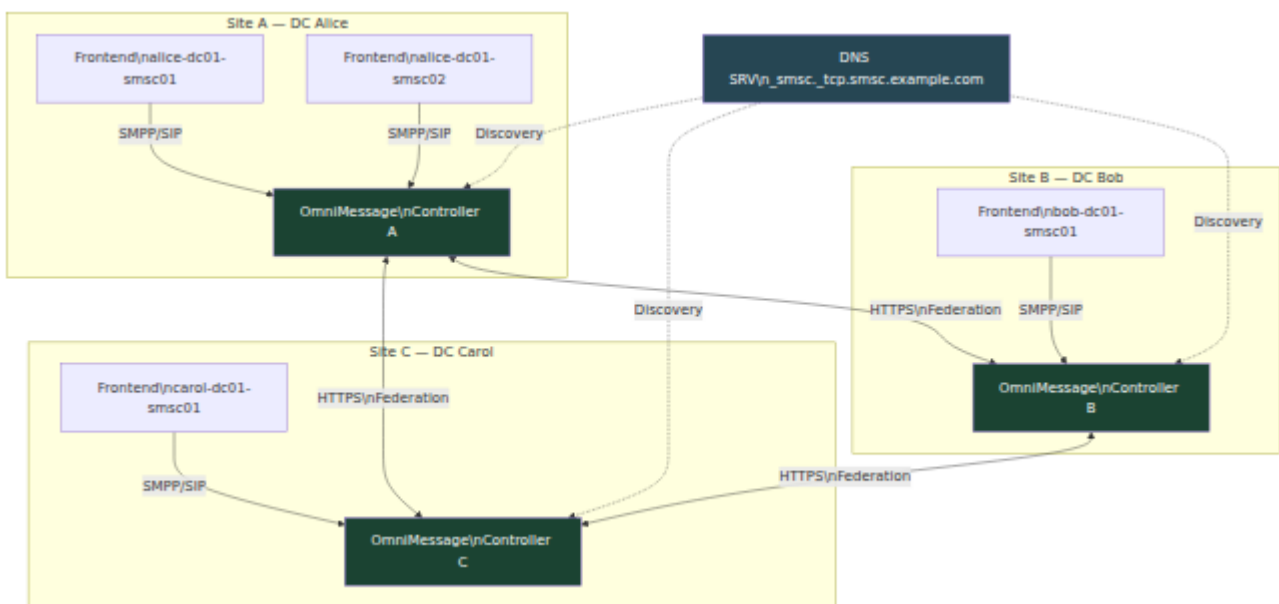 Site A — DC Alice
Frontend\nalice-dc01-
smsc01
Frontend\nalice-dc01-
smsc02
DNS
SRV\n_smsc._tcp.smsc.example.com
SMPP/SIP
SMPP/SIP
Discovery
Site B — DC Bob
OmniMessage\nController
A
Frontend\nbob-dc01-
smsc01
Discovery
Discovery
HTTPS\nFederation
SMPP/SIP
Site C — DC Carol
Frontend\ncarol-dc01-
smsc01
HTTPS\nFederation
OmniMessage\nController
B
SMPP/SIP
HTTPS\nFederation
OmniMessage\nController
C